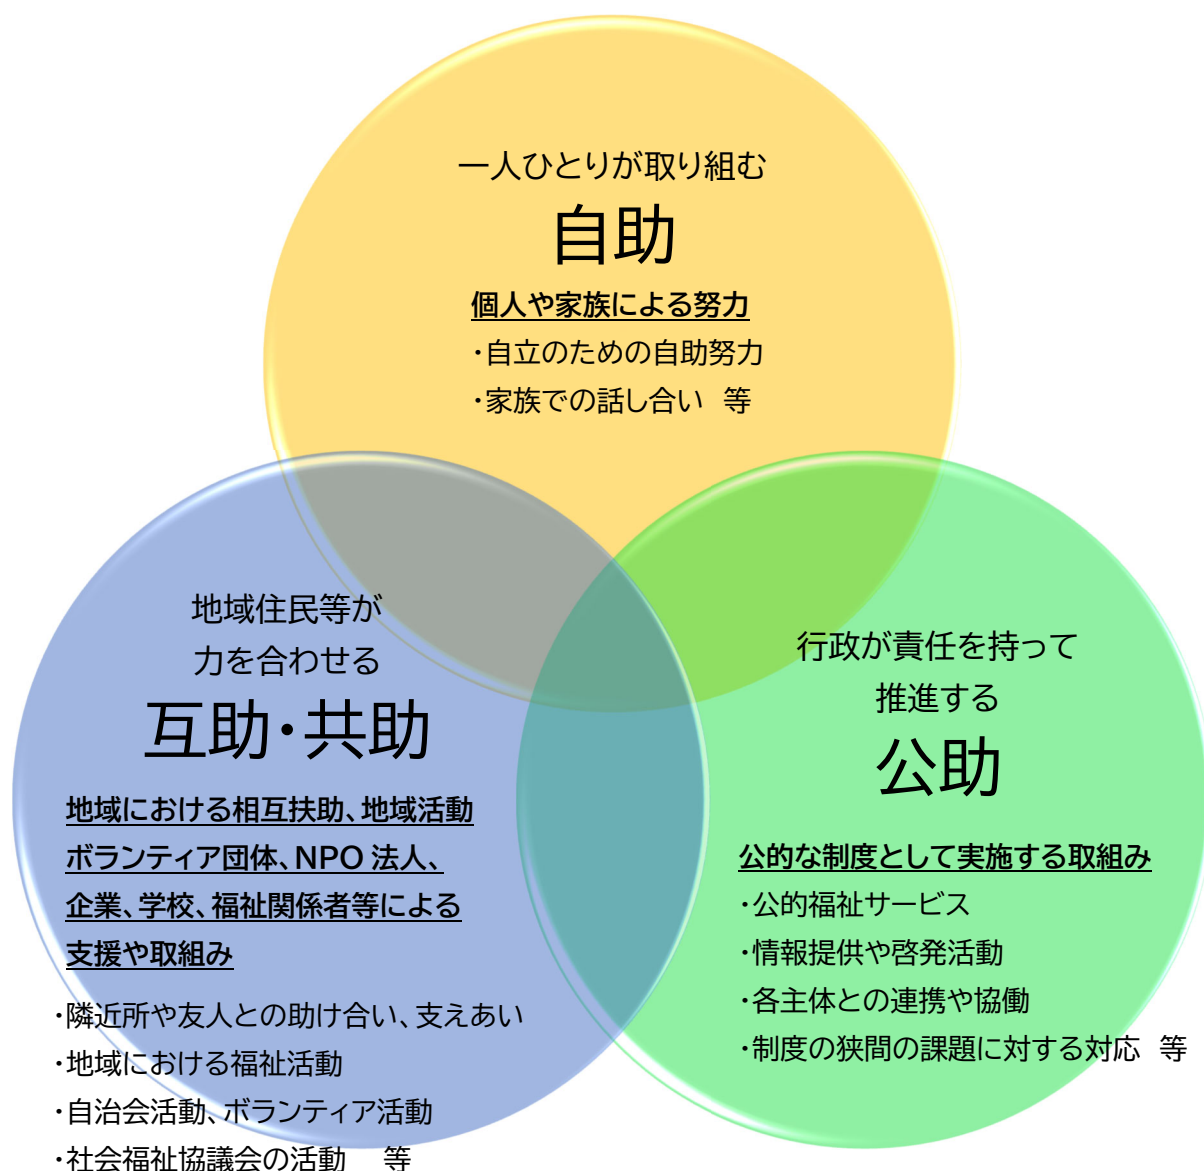 一人ひとりが取り組む
自助
個人や家族による努力
・自立のための自助努力
・家族での話し合い　等
地域住民等が
力を合わせる
互助・共助
地域における相互扶助、地域活動
ボランティア団体、NPO 法人、
企業、学校、福祉関係者等による
支援や取組み
・隣近所や友人との助け合い、支えあい
・地域における福祉活動
・自治会活動、ボランティア活動
・社会福祉協議会の活動　等
行政が責任を持って
推進する
公助
公的な制度として実施する取組み
・公的福祉サービス
・情報提供や啓発活動
・各主体との連携や協働
・制度の狭間の課題に対する対応　等